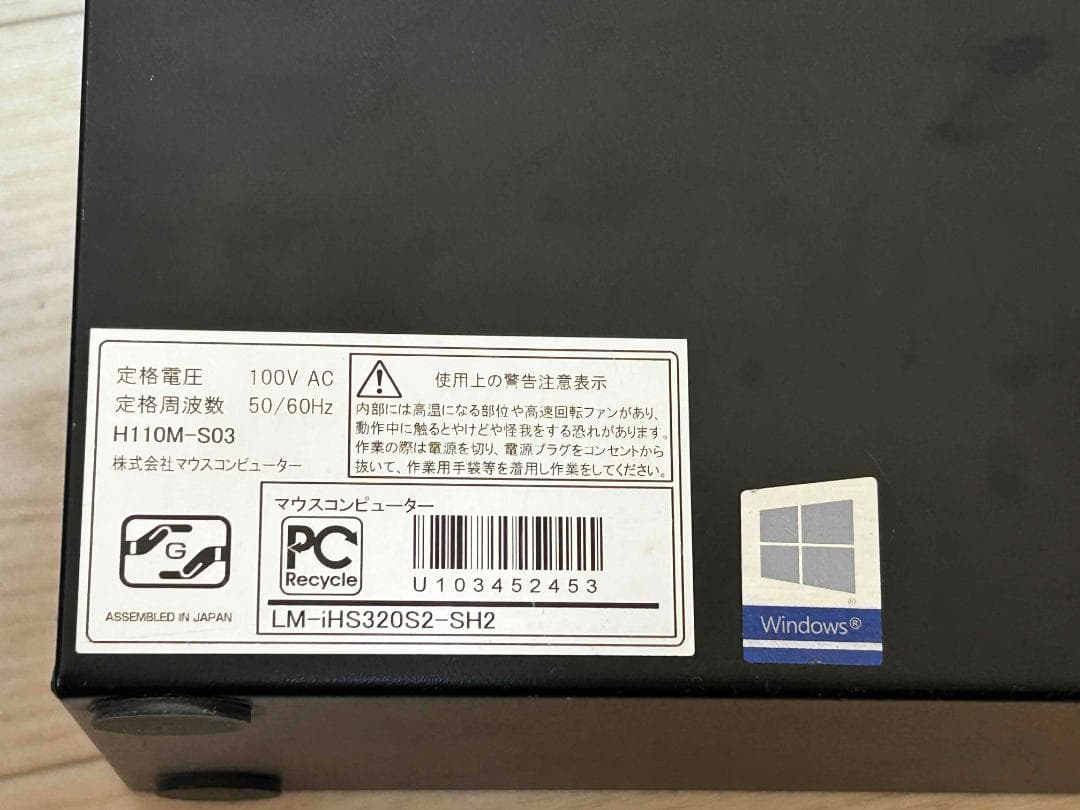 定格電圧 100V AC
定格周波数 50/60Hz
H110M-S03
株式会社マウスコンピューター
使用上の警告注意表示
内部には高温になる部位や高速回転ファンがあり、
動作中に触るとやけどや怪我をする恐れがあります。
作業の際は電源を切り、電源プラグをコンセントから
抜いて、作業用手袋等を着用し作業をしてください。
G
ASSEMBLED IN JAPAN
マウスコンピューター
PC
Recycle
U103452453
LM-iHS320S2-SH2
Windows®